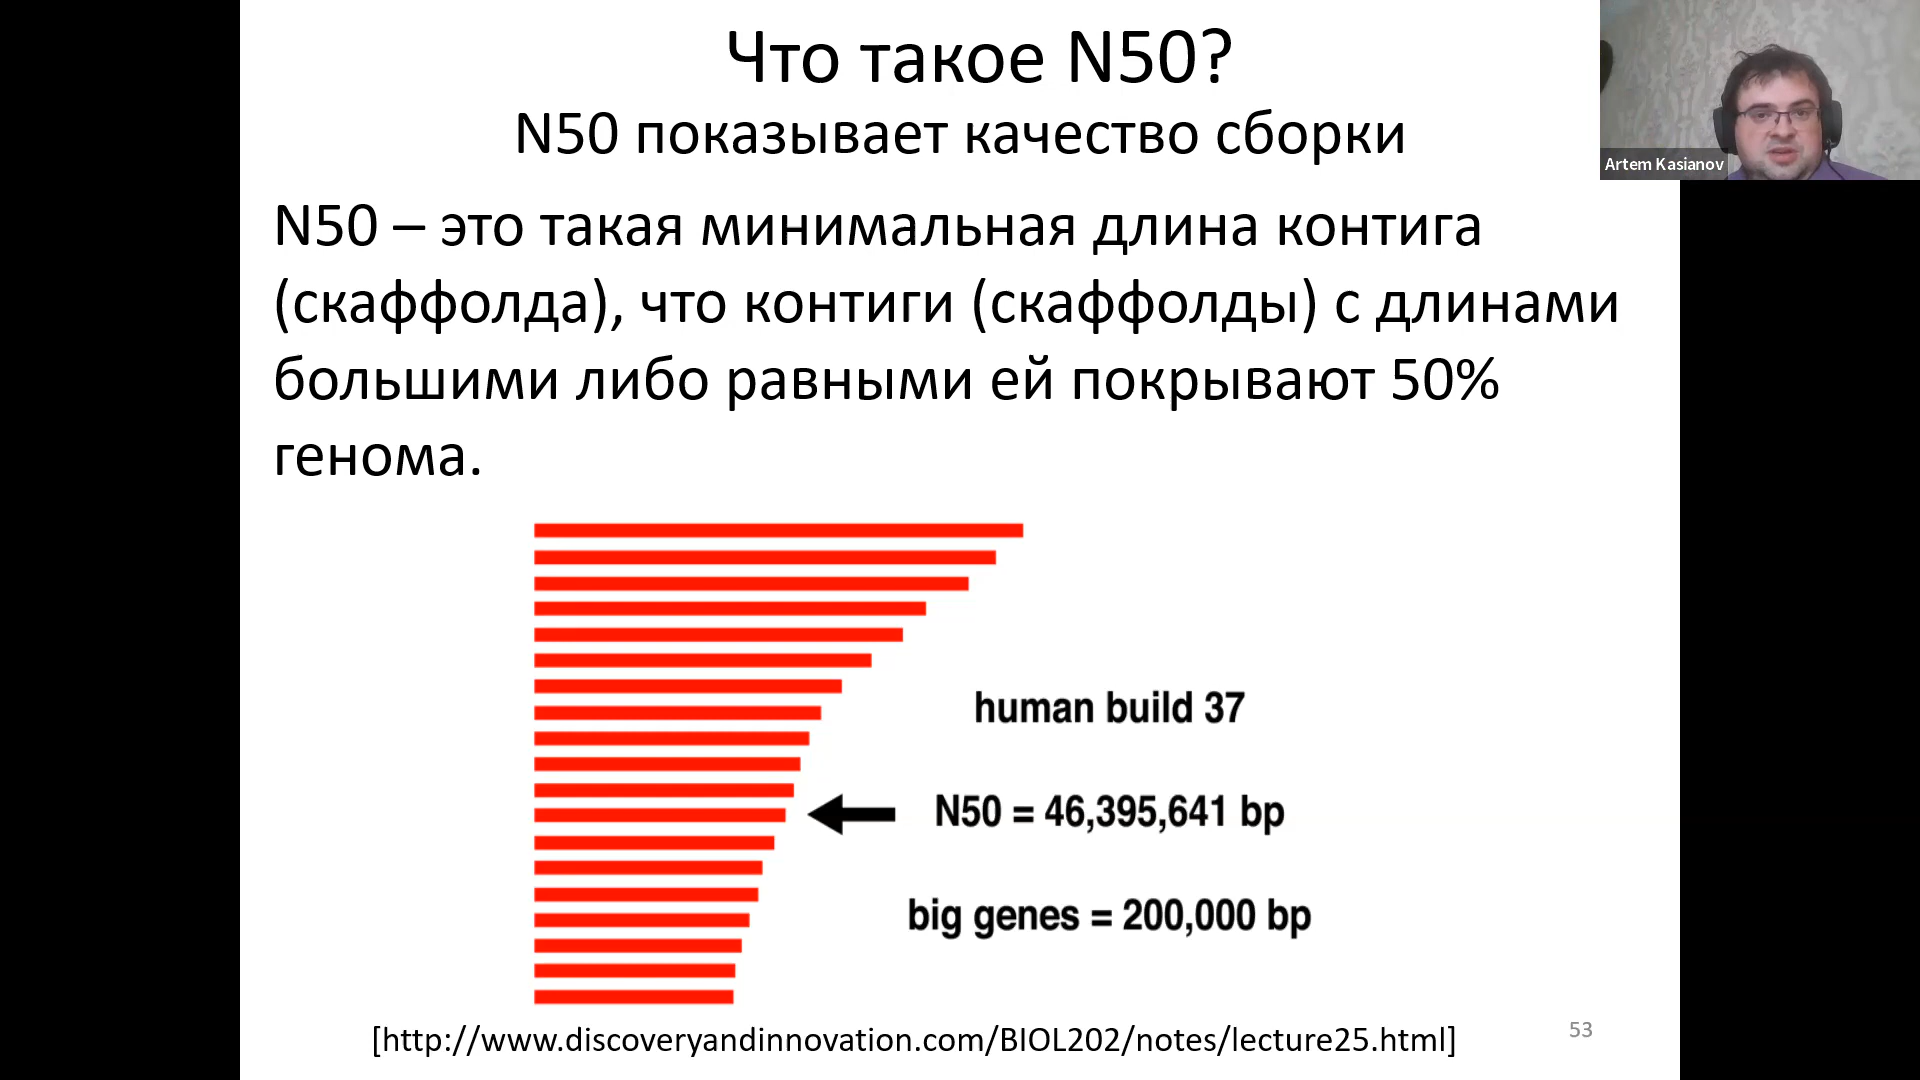 Что такое N50?
N50 показывает качество сборки
Artem Kasianov
N50 – это такая минимальная длина контига
(скаффолда), что контиги (скаффолды) с длинами
большими либо равными ей покрывают 50%
генома.
human build 37
N50 = 46,395,641 bp
big genes = 200,000 bp
[http://www.discoveryandinnovation.com/BIOL202/notes/lecture25.html]
53